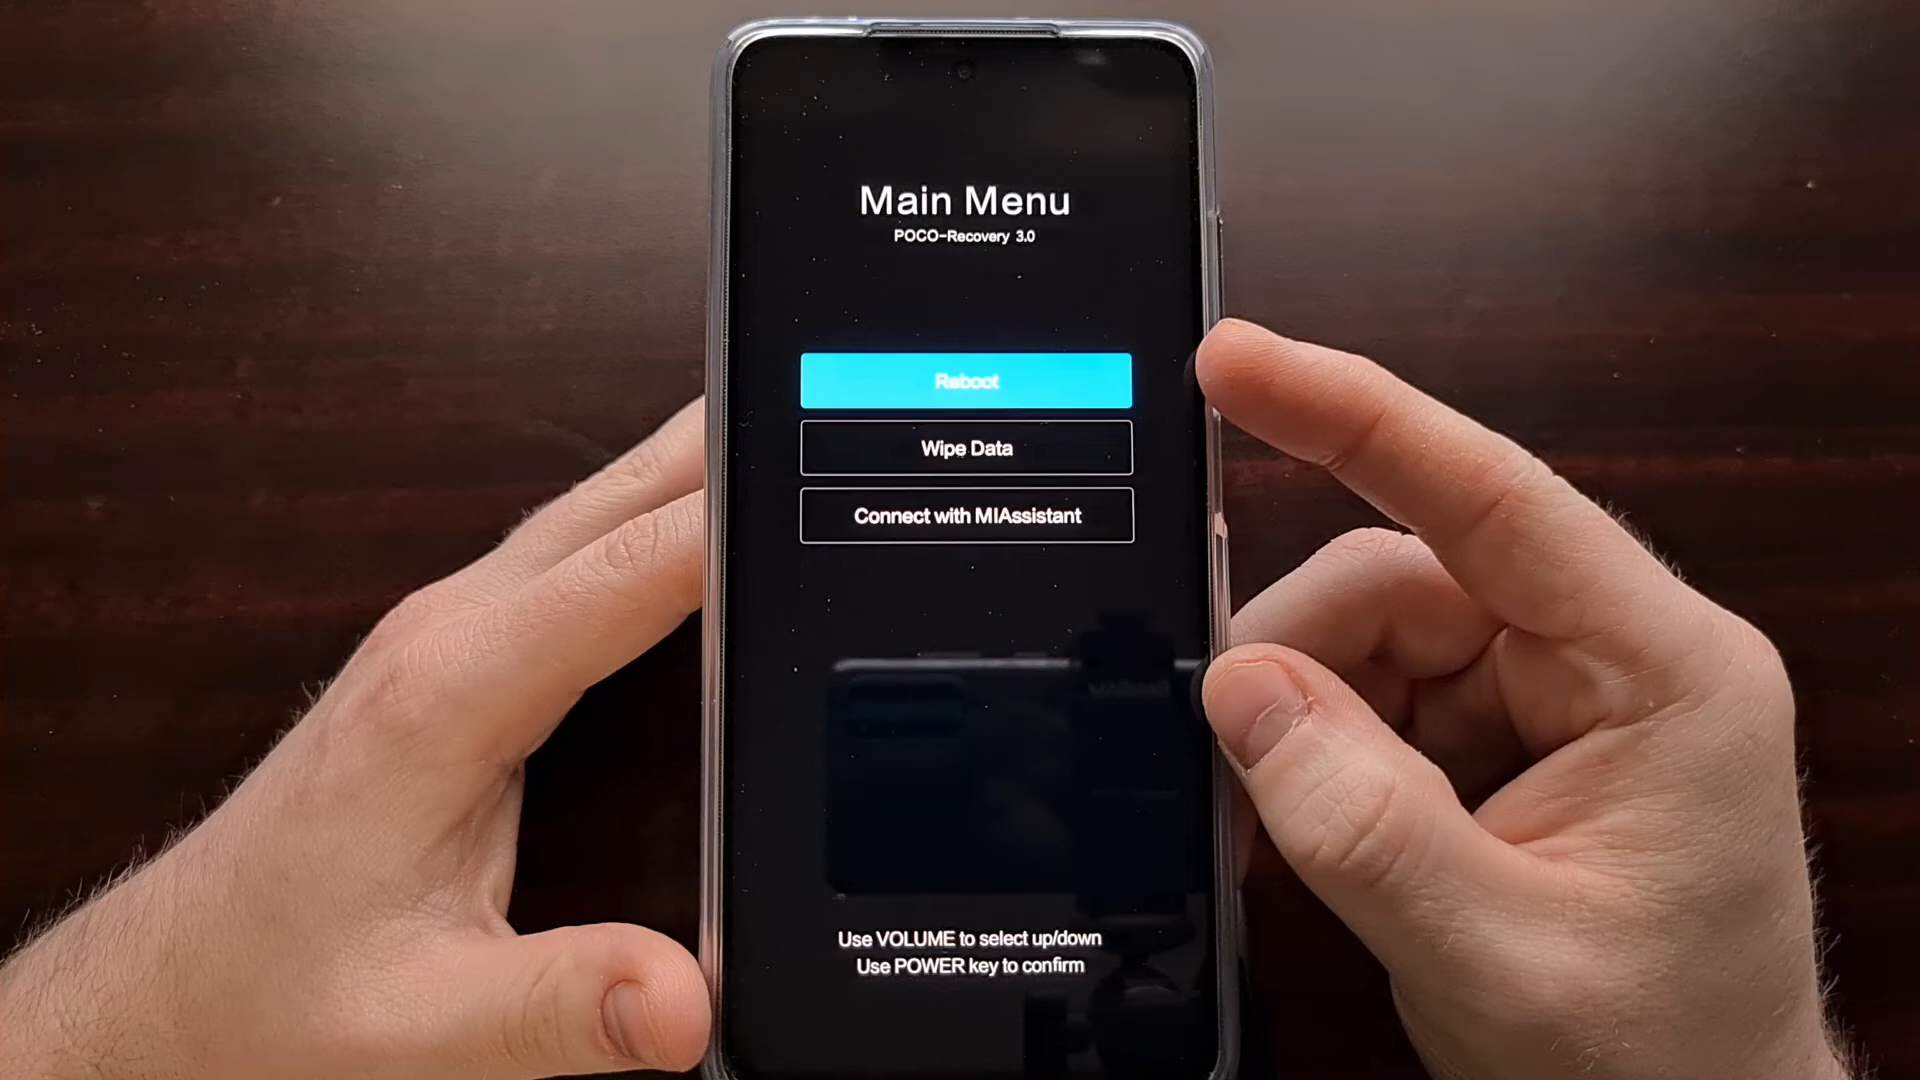 Main Menu
POCO-Recovery 3.0
Reboot
Wipe Data
Connect with MIAssistant
Use VOLUME to select up/down
Use POWER key to confirm